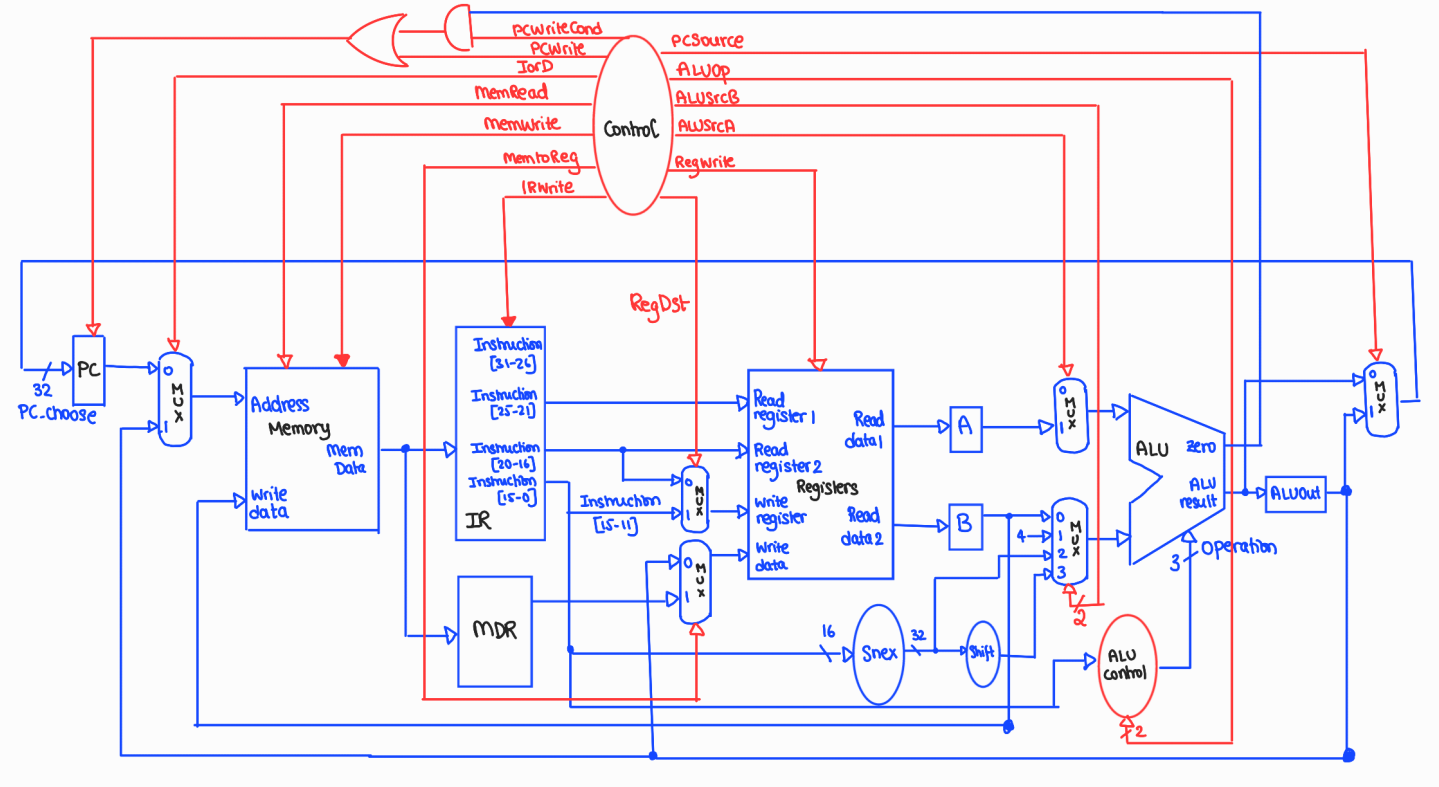 PCWriteCond
PCWrite
IorD
MemRead
MemWrite
MemtoReg
IRWrite
Control
PCSource
ALUOp
ALUSrcB
ALUSrcA
RegWrite
RegDst
32
PC_choose
PC
0
MUX
1
Address
Memory
Mem
Data
Write
data
Instruction
[31-26]
Instruction
[25-21]
Instruction
[20-16]
Instruction
[15-0]
IR
Instruction
[15-11]
MDR
0
MUX
1
0
MUX
1
Read
register 1
Read
register 2
Write
register
Write
data
Registers
Read
data1
Read
data2
A
B
0
MUX
1
4
0
1
2
3
MUX
2
16
Snex
32
Shift
ALU
Zero
ALU
result
3
Operation
ALU
control
2
ALUOut
0
MUX
1